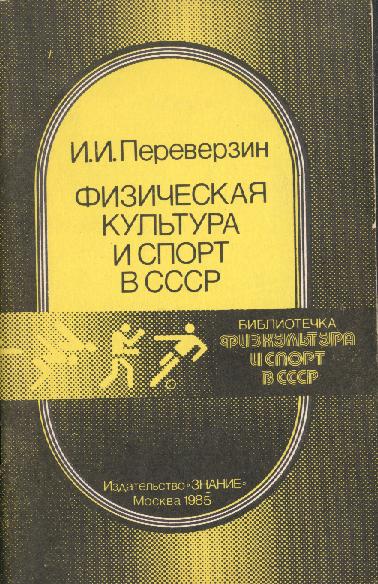 И.И.Переверзин
ФИЗИЧЕСКАЯ
КУЛЬТУРА
И СПОРТ
В СССР
БИБЛИОТЕЧКА
ФИЗКУЛЬТУРА
И СПОРТ
В СССР
Издательство «ЗНАНИЕ»
Москва 1985